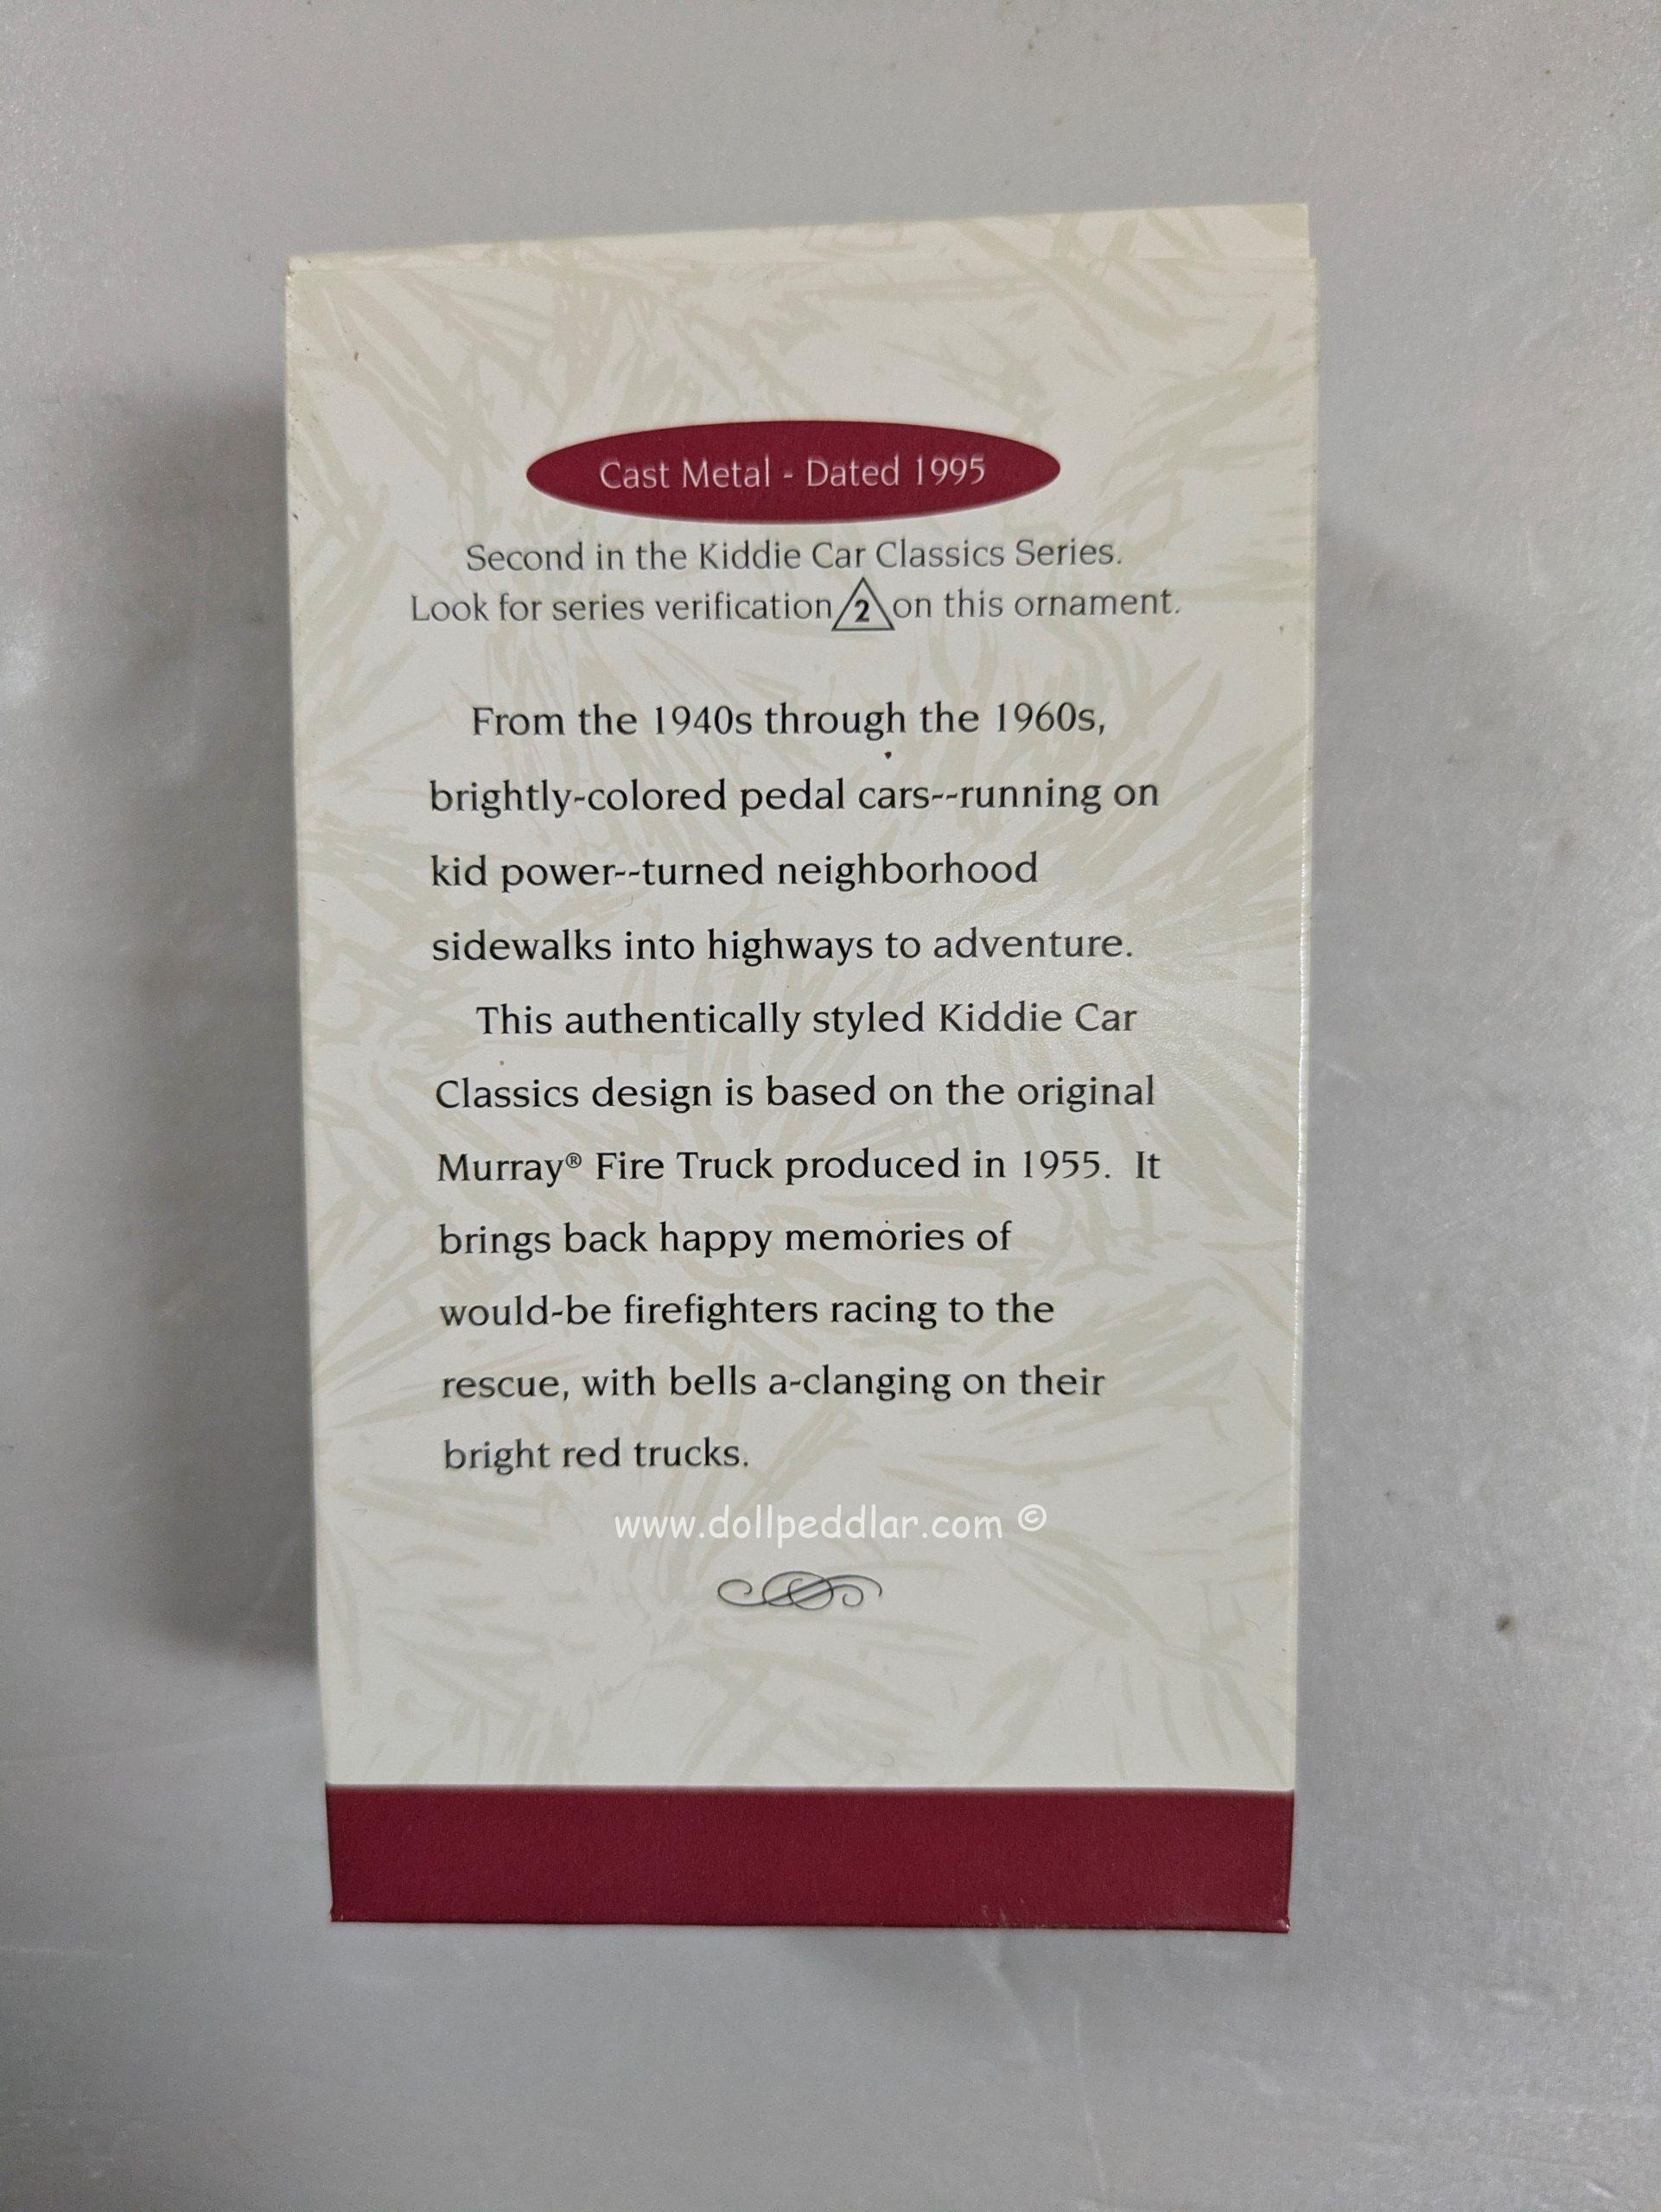 Cast Metal - Dated 1995
Second in the Kiddie Car Classics Series.
Look for series verification 2 on this ornament.
From the 1940s through the 1960s,
brightly-colored pedal cars--running on
kid power--turned neighborhood
sidewalks into highways to adventure.
This authentically styled Kiddie Car
Classics design is based on the original
Murray® Fire Truck produced in 1955. It
brings back happy memories of
would-be firefighters racing to the
rescue, with bells a-clanging on their
bright red trucks.
www.dollpeddlar.com ©